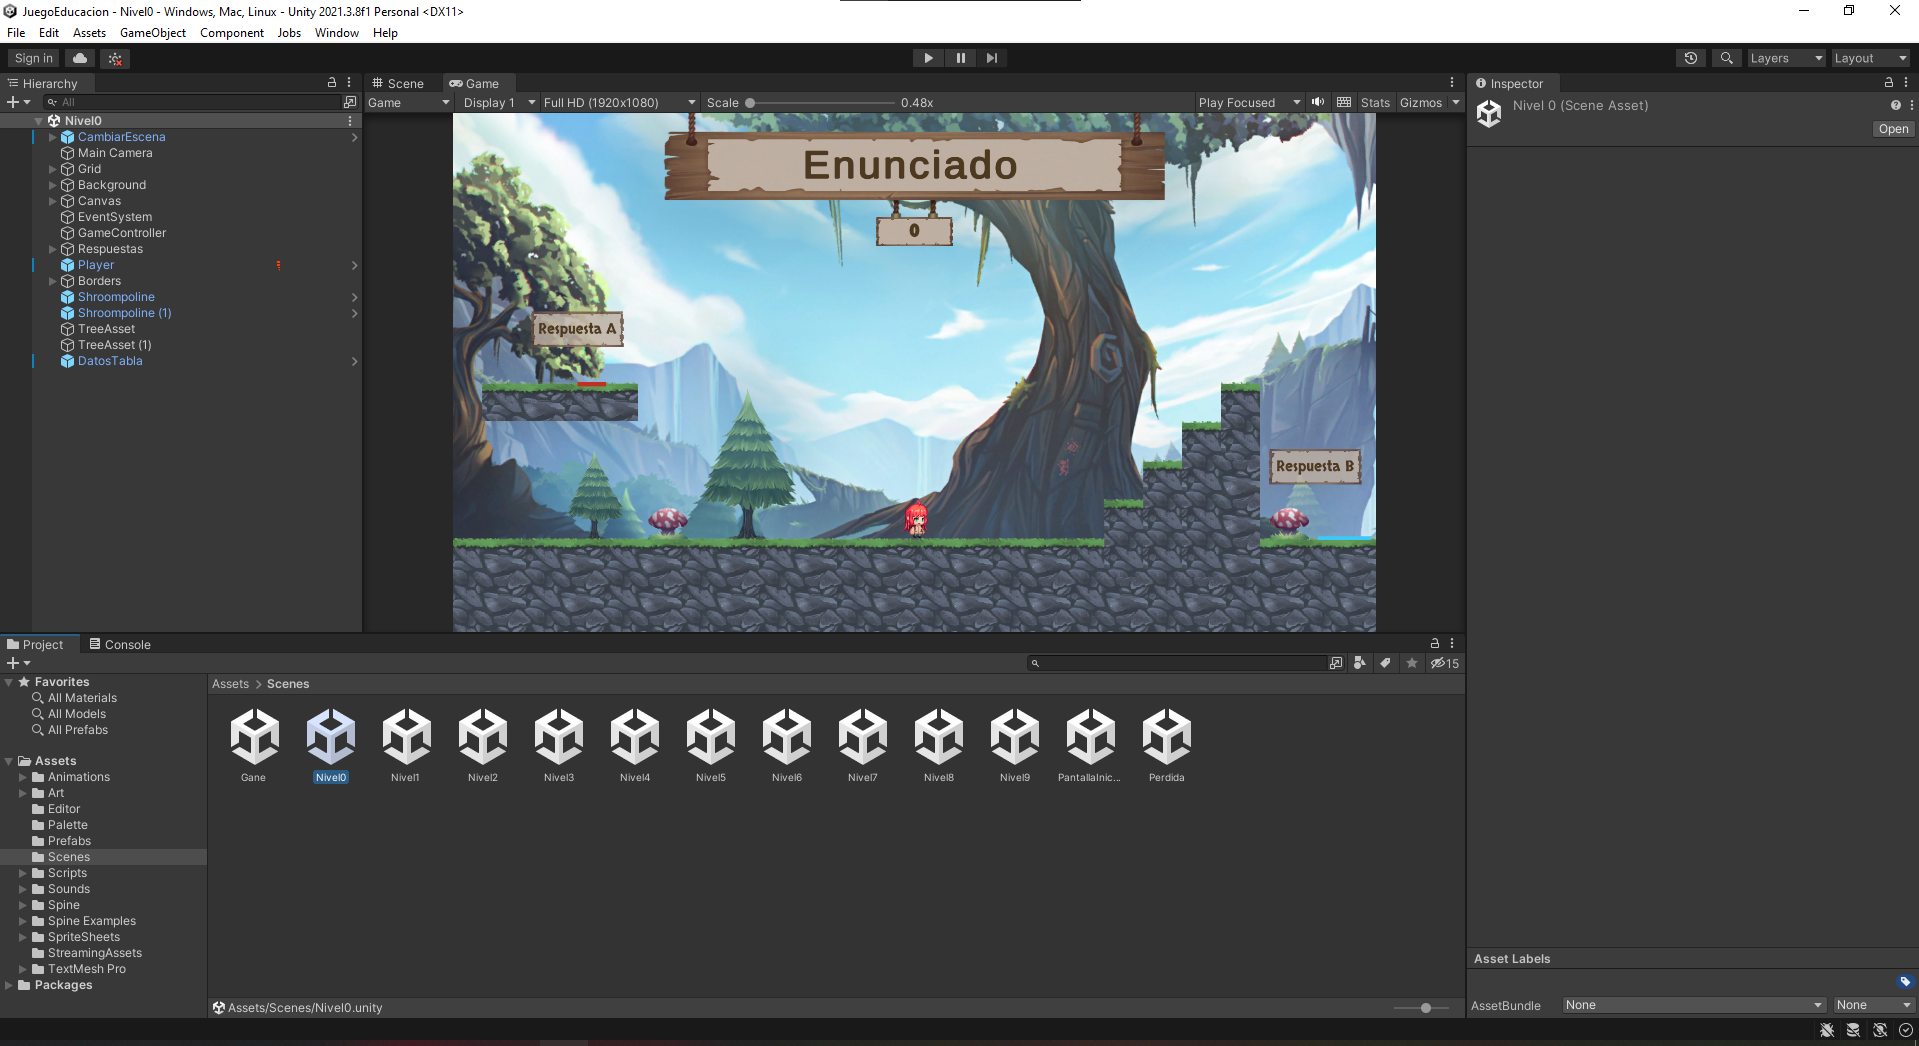 JuegoEducacion - Nivel0 - Windows, Mac, Linux - Unity 2021.3.8f1 Personal <DX11>
File Edit Assets GameObject Component Jobs Window Help
Sign in
Layers
Layout
Hierarchy
All
Nivel0
CambiarEscena
Main Camera
Grid
Background
Canvas
EventSystem
GameController
Respuestas
Player
Borders
Shroompoline
Shroompoline (1)
TreeAsset
TreeAsset (1)
DatosTabla
Scene
Game
Game Display 1 Full HD (1920x1080) Scale 0.48x Play Focused Stats Gizmos
Enunciado
0
Respuesta A
Respuesta B
Inspector
Nivel 0 (Scene Asset)
Open
Project
Console
15
Favorites
All Materials
All Models
All Prefabs
Assets
Animations
Art
Editor
Palette
Prefabs
Scenes
Scripts
Sounds
Spine
Spine Examples
SpriteSheets
StreamingAssets
TextMesh Pro
Packages
Assets > Scenes
Gane Nivel0 Nivel1 Nivel2 Nivel3 Nivel4 Nivel5 Nivel6 Nivel7 Nivel8 Nivel9 PantallaInic... Perdida
Assets/Scenes/Nivel0.unity
Asset Labels
AssetBundle None None